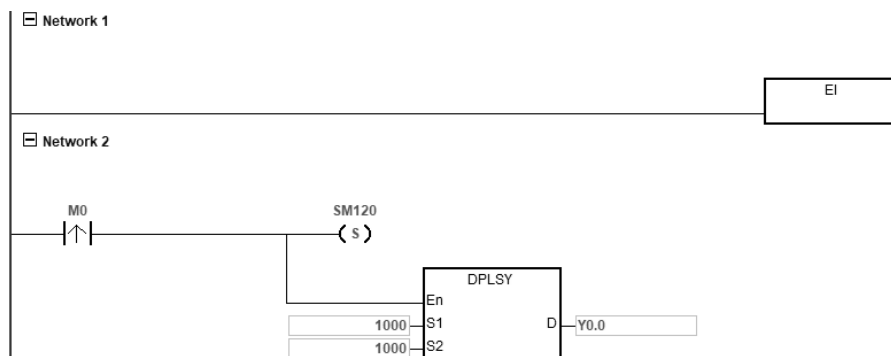 Network 1
EI
Network 2
M0
SM120
S
DPLSY
En
1000 S1 D Y0.0
1000 S2